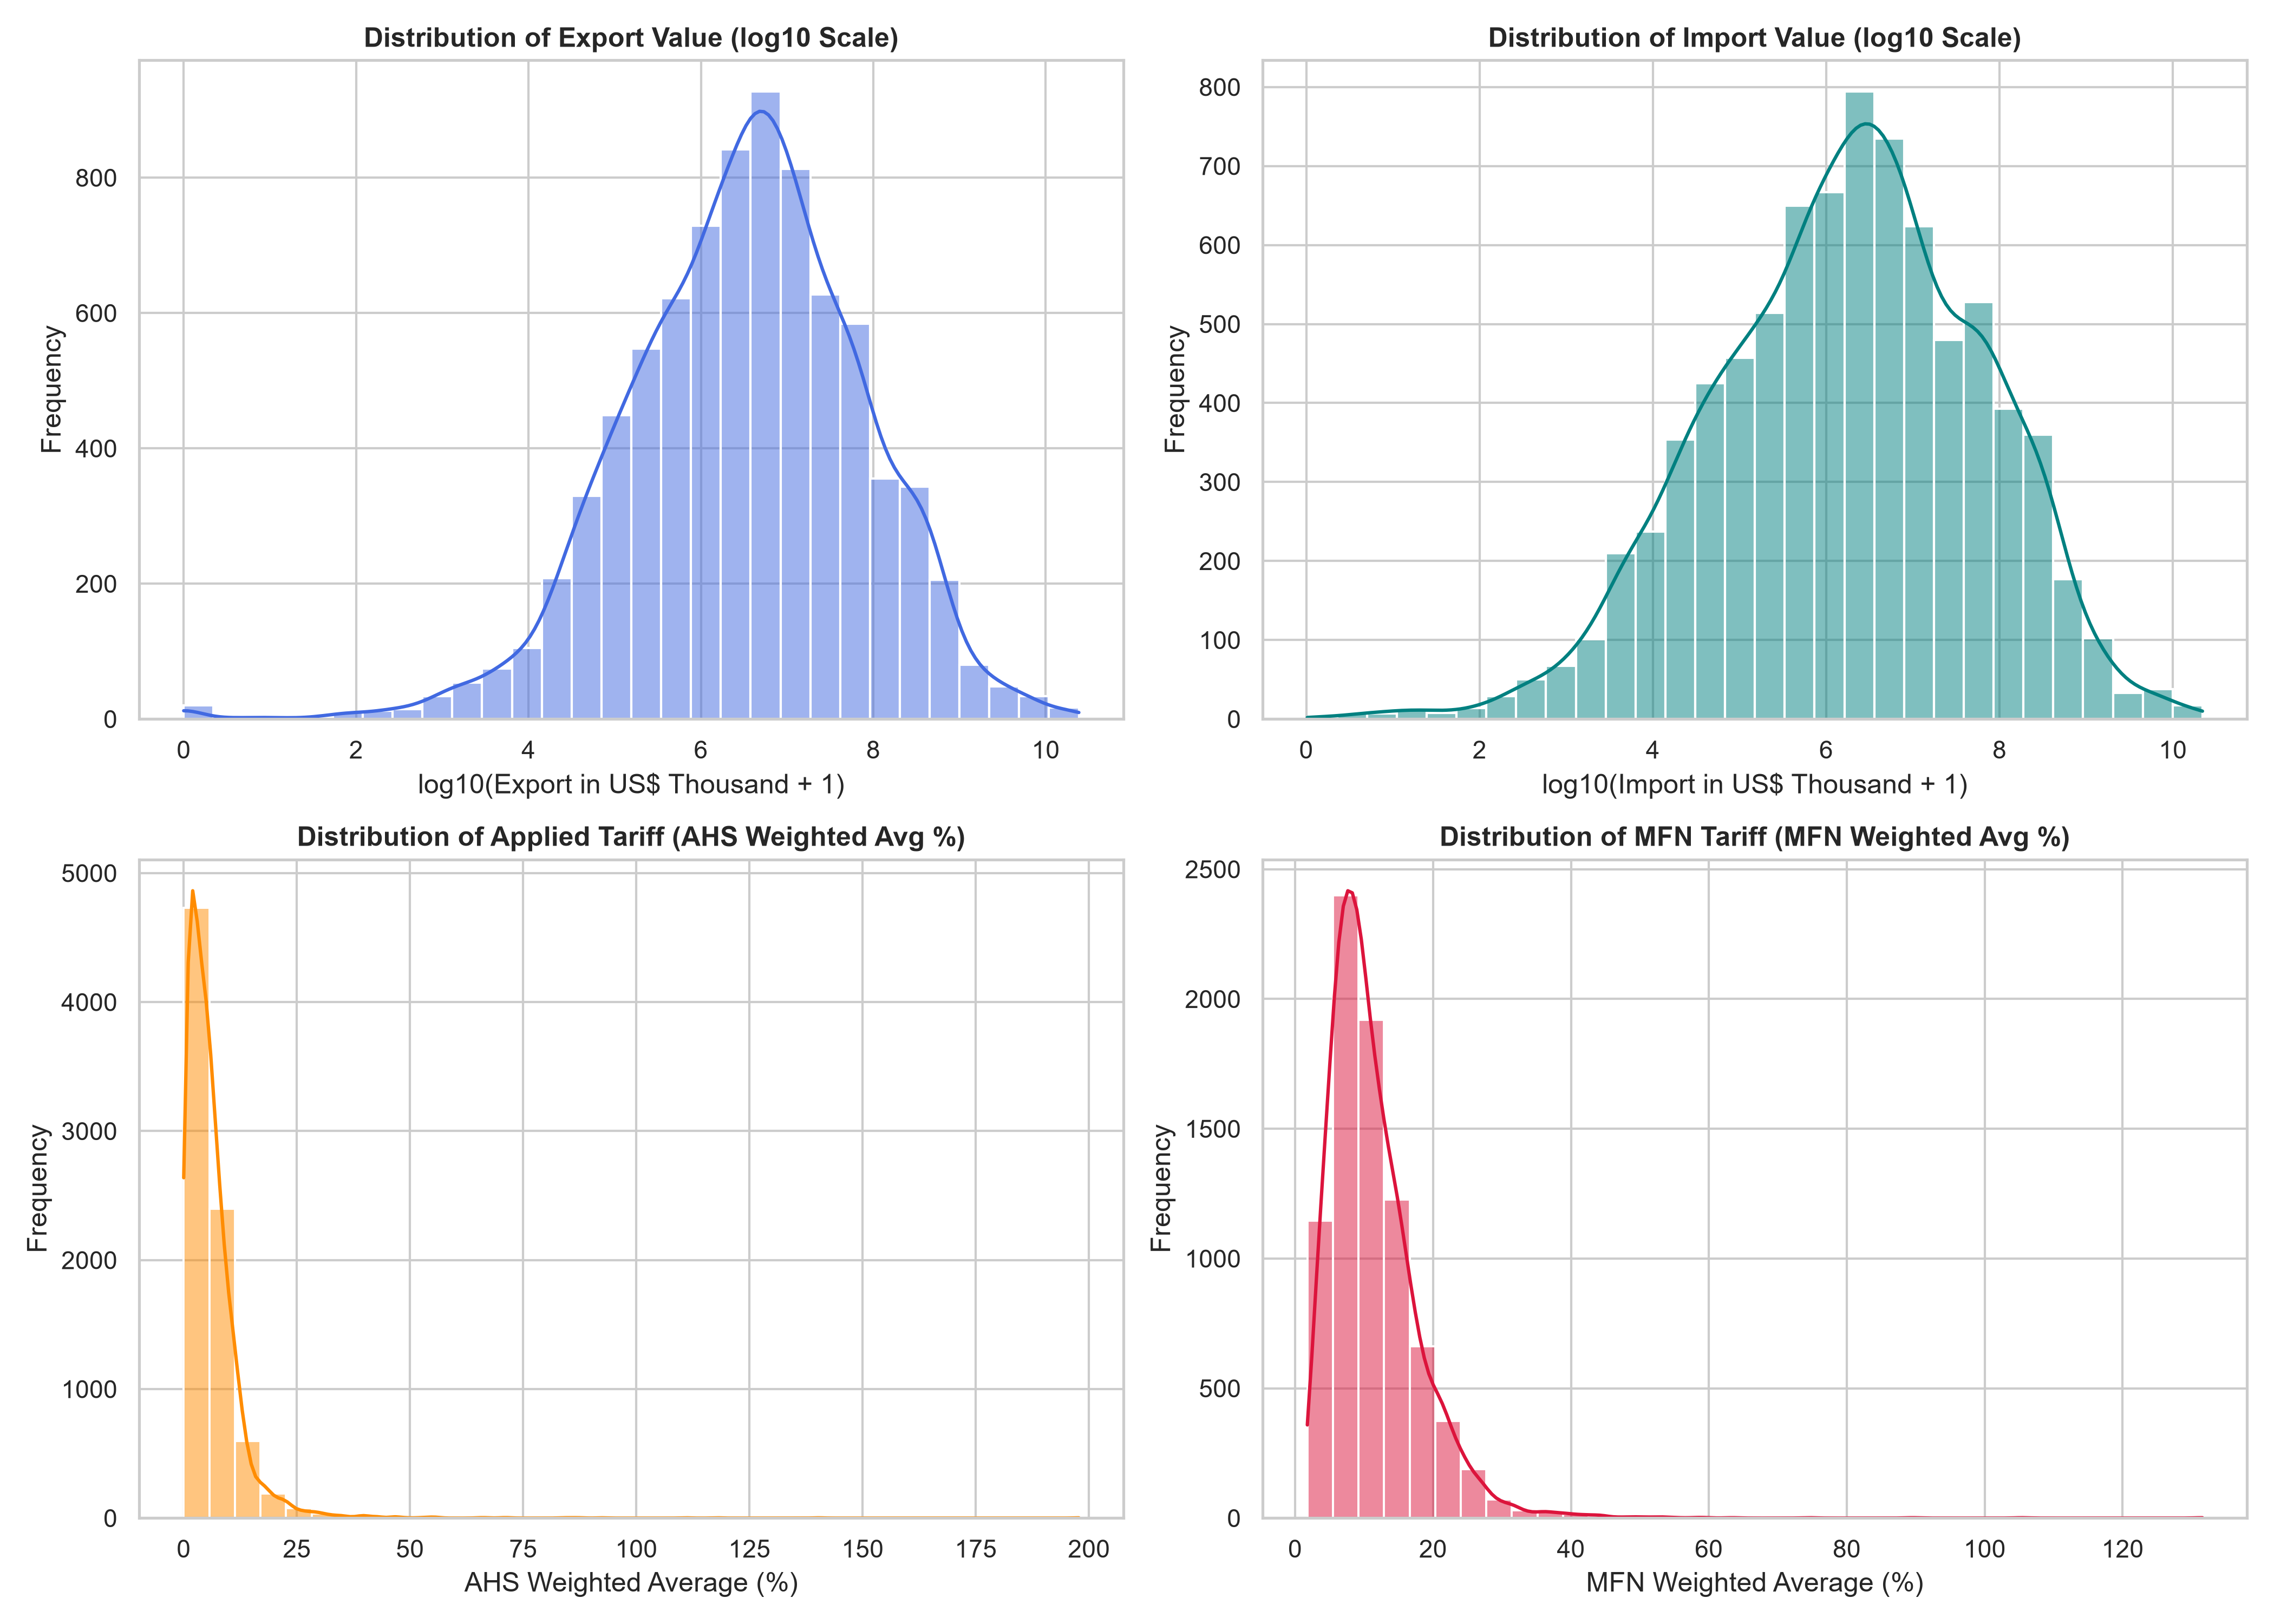 Distribution of Export Value (log10 Scale)
Frequency
800
600
400
200
0
0 2 4 6 8 10
log10(Export in US$ Thousand + 1)
Distribution of Import Value (log10 Scale)
Frequency
800
700
600
500
400
300
200
100
0
0 2 4 6 8 10
log10(Import in US$ Thousand + 1)
Distribution of Applied Tariff (AHS Weighted Avg %)
Frequency
5000
4000
3000
2000
1000
0
0 25 50 75 100 125 150 175 200
AHS Weighted Average (%)
Distribution of MFN Tariff (MFN Weighted Avg %)
Frequency
2500
2000
1500
1000
500
0
0 20 40 60 80 100 120
MFN Weighted Average (%)